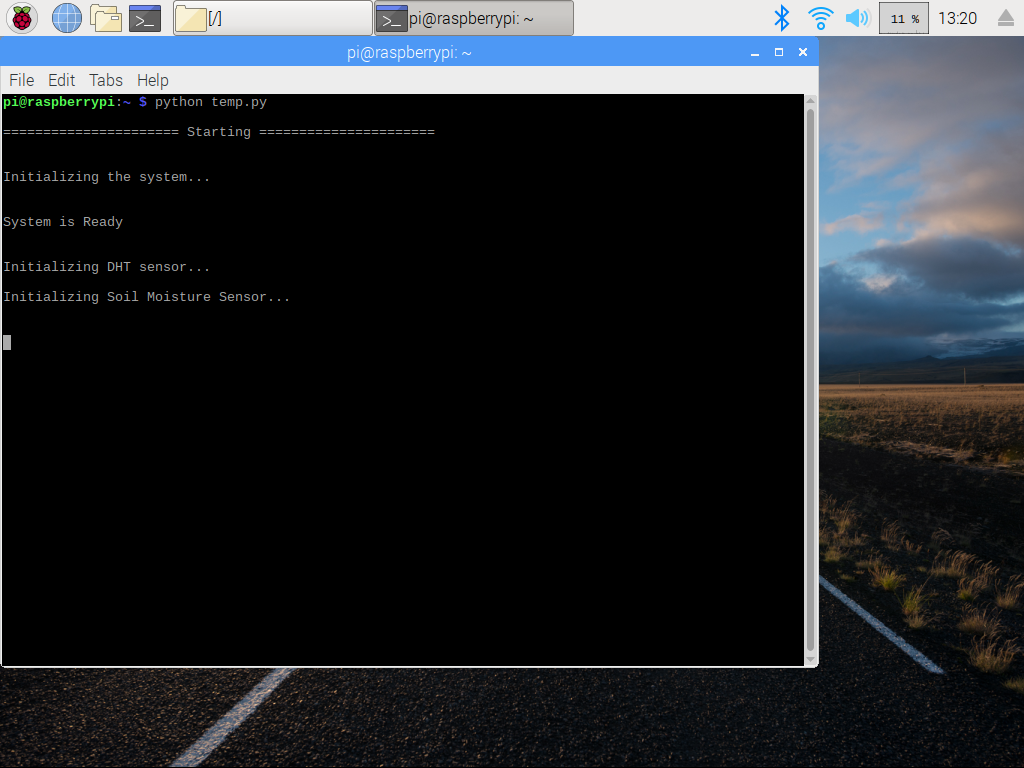 [/]
pi@raspberrypi: ~
11 %
13:20
pi@raspberrypi: ~
File Edit Tabs Help
pi@raspberrypi:~ $ python temp.py
====================== Starting ======================
Initializing the system...
System is Ready
Initializing DHT sensor...
Initializing Soil Moisture Sensor...